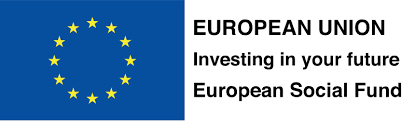 EUROPEAN UNION
Investing in your future
European Social Fund